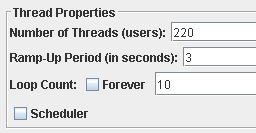 Thread Properties
Number of Threads (users): 220
Ramp-Up Period (in seconds): 3
Loop Count: Forever 10
Scheduler